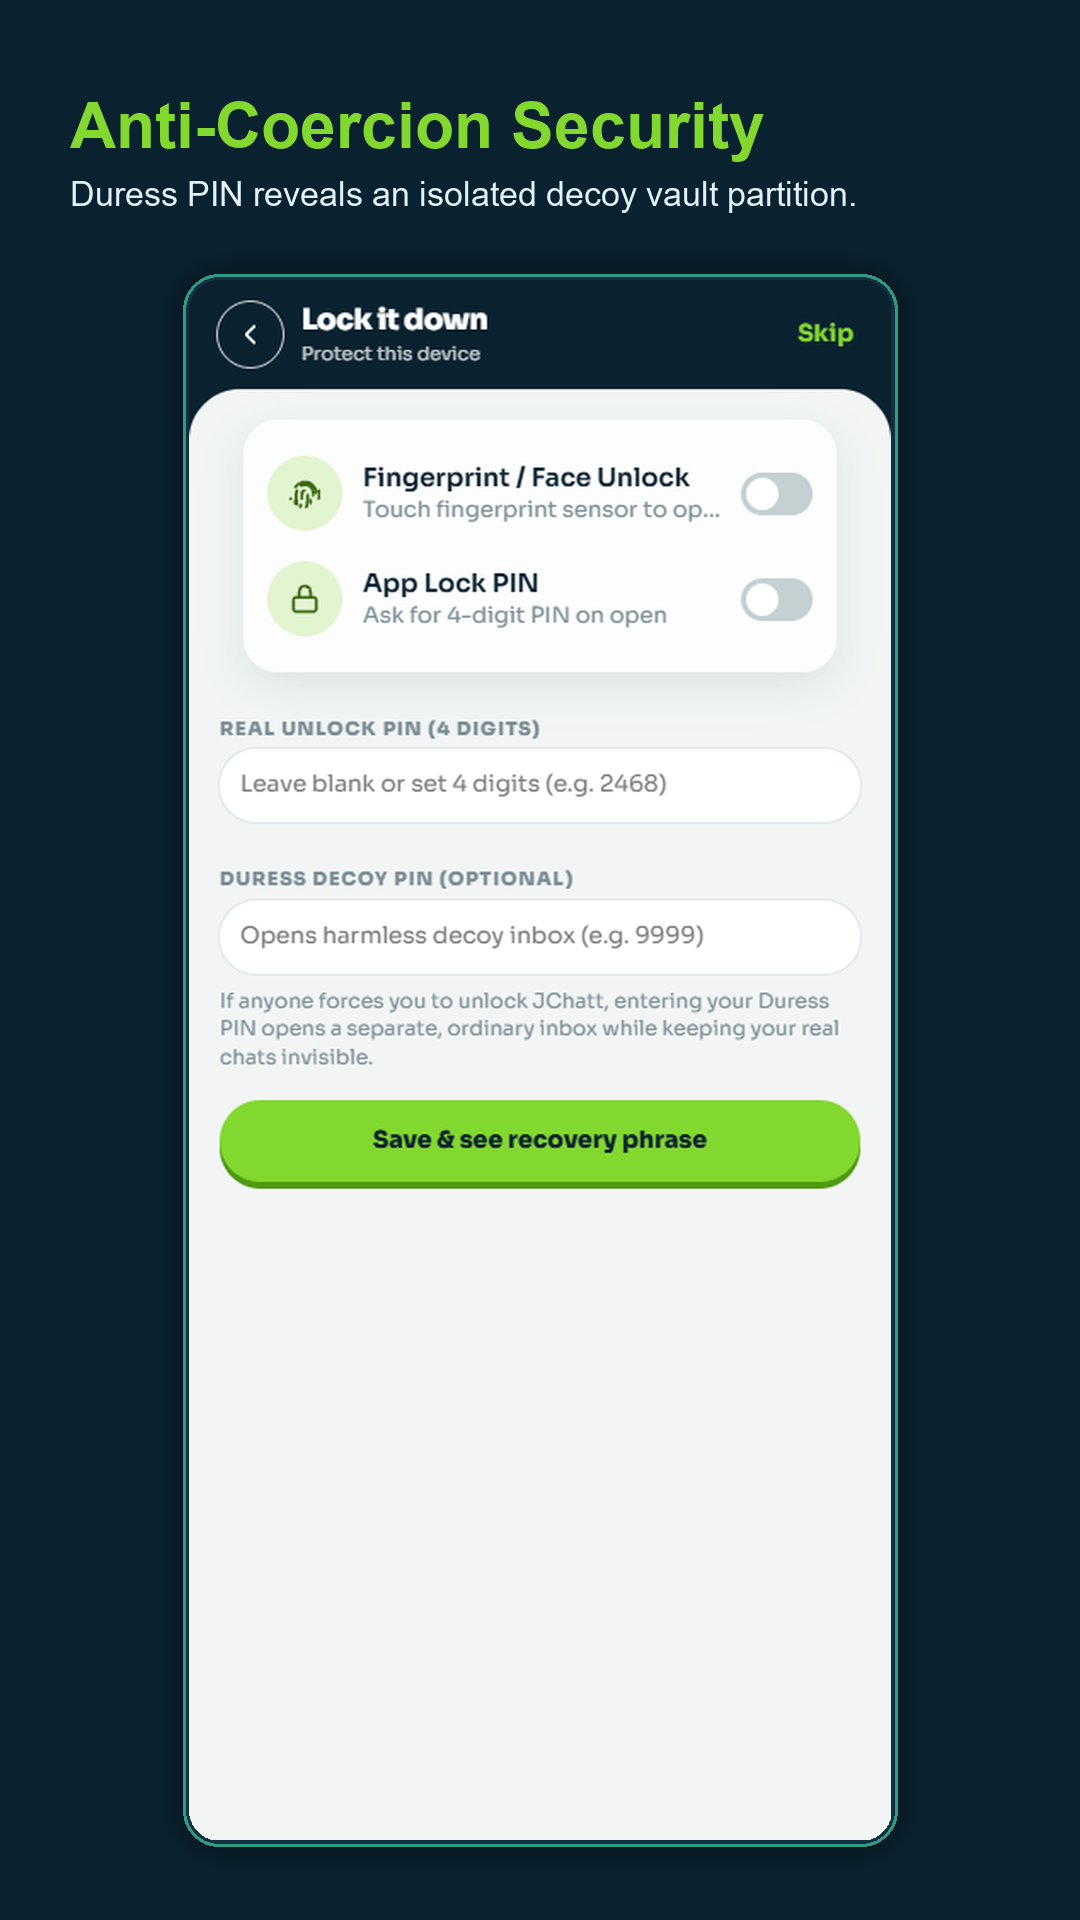 Anti-Coercion Security
Duress PIN reveals an isolated decoy vault partition.
Lock it down
Protect this device
Skip
Fingerprint / Face Unlock
Touch fingerprint sensor to op...
App Lock PIN
Ask for 4-digit PIN on open
REAL UNLOCK PIN (4 DIGITS)
Leave blank or set 4 digits (e.g. 2468)
DURESS DECOY PIN (OPTIONAL)
Opens harmless decoy inbox (e.g. 9999)
If anyone forces you to unlock JChatt, entering your Duress
PIN opens a separate, ordinary inbox while keeping your real
chats invisible.
Save & see recovery phrase